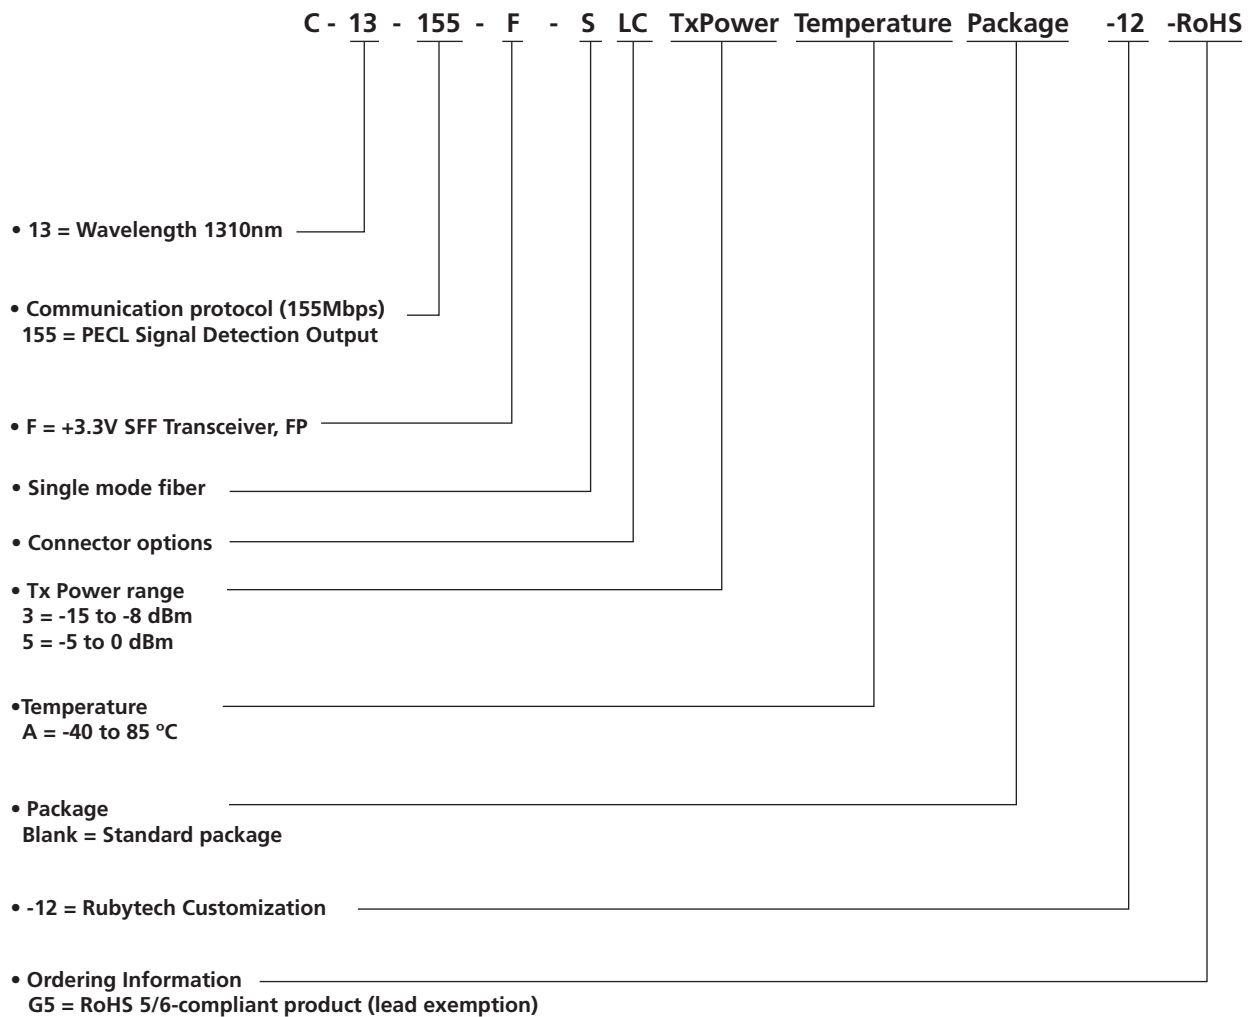 C - 13 - 155 - F - S LC TxPower Temperature Package -12 -RoHS
• 13 = Wavelength 1310nm
• Communication protocol (155Mbps)
155 = PECL Signal Detection Output
• F = +3.3V SFF Transceiver, FP
• Single mode fiber
• Connector options
• Tx Power range
3 = -15 to -8 dBm
5 = -5 to 0 dBm
•Temperature
A = -40 to 85 ºC
• Package
Blank = Standard package
• -12 = Rubytech Customization
• Ordering Information
G5 = RoHS 5/6-compliant product (lead exemption)